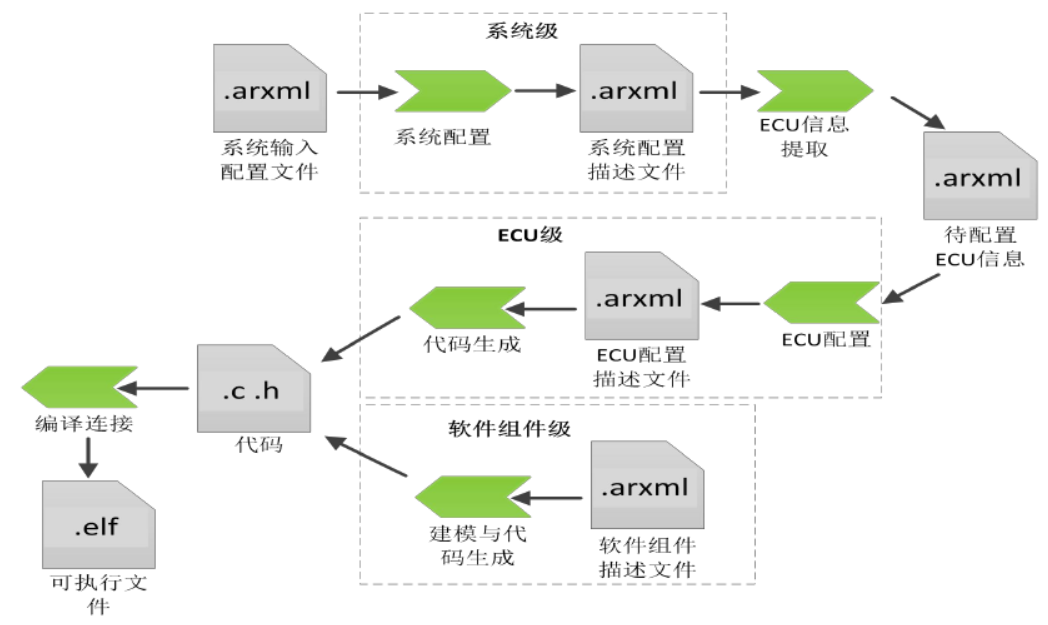 系统级
.arxml
系统输入
配置文件
系统配置
.arxml
系统配置
描述文件
ECU信息
提取
.arxml
待配置
ECU信息
ECU级
ECU配置
.arxml
ECU配置
描述文件
代码生成
.c .h
代码
软件组件级
.arxml
软件组件
描述文件
建模与代
码生成
编译连接
.elf
可执行文
件